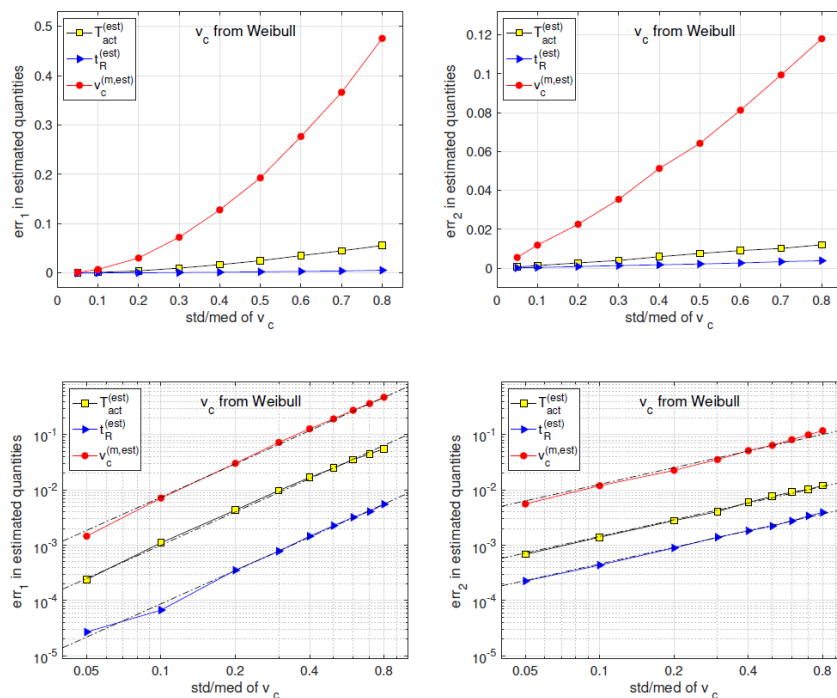 T_act^(est)
t_R^(est)
v_c^(m,est)
v_c from Weibull
err_1 in estimated quantities
0.5
0.4
0.3
0.2
0.1
0
0 0.1 0.2 0.3 0.4 0.5 0.6 0.7 0.8
std/med of v_c
T_act^(est)
t_R^(est)
v_c^(m,est)
v_c from Weibull
err_2 in estimated quantities
0.12
0.1
0.08
0.06
0.04
0.02
0
0 0.1 0.2 0.3 0.4 0.5 0.6 0.7 0.8
std/med of v_c
T_act^(est)
t_R^(est)
v_c^(m,est)
v_c from Weibull
err_1 in estimated quantities
10^-1
10^-2
10^-3
10^-4
10^-5
0.05 0.1 0.2 0.4 0.8
std/med of v_c
T_act^(est)
t_R^(est)
v_c^(m,est)
v_c from Weibull
err_2 in estimated quantities
10^-1
10^-2
10^-3
10^-4
10^-5
0.05 0.1 0.2 0.4 0.8
std/med of v_c